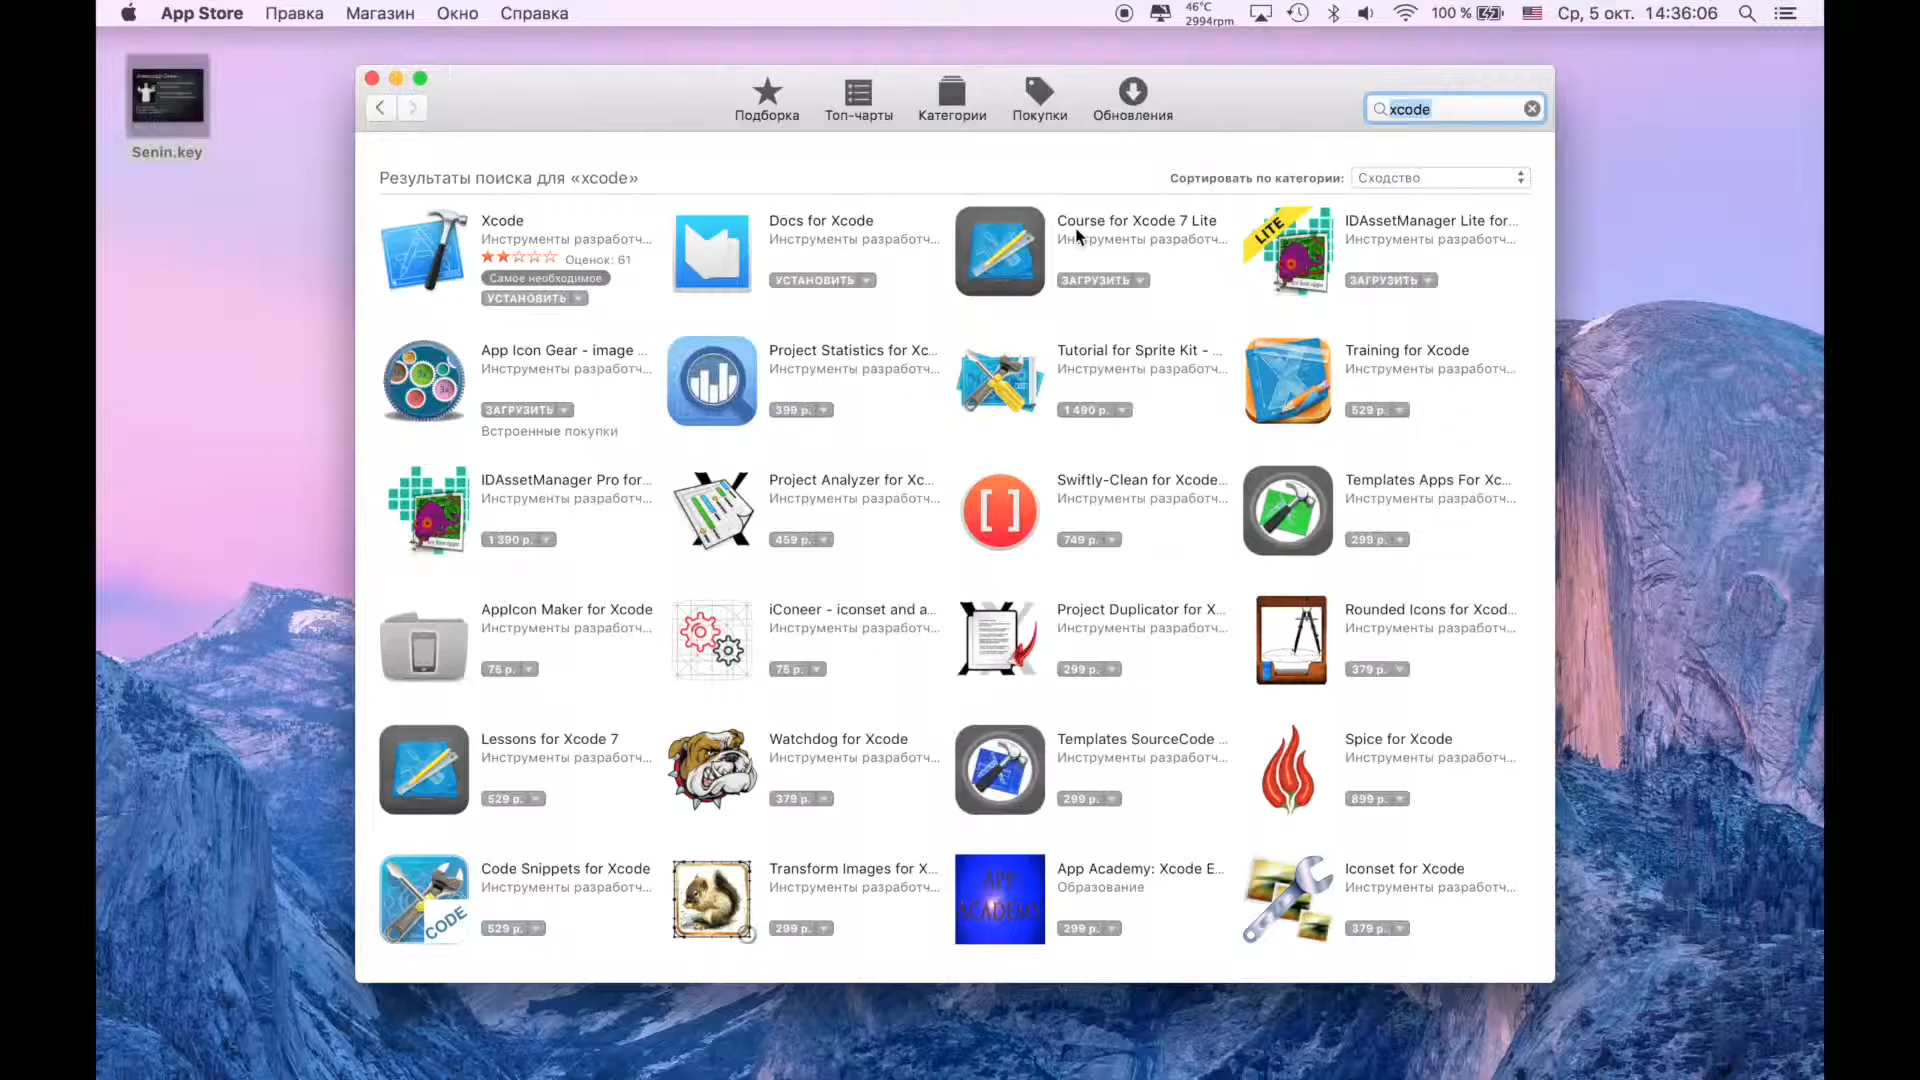 App Store Правка Магазин Окно Справка 46°C 2994rpm 100 % Ср, 5 окт. 14:36:06
Senin.key
Подборка Топ-чарты Категории Покупки Обновления xcode
Результаты поиска для «xcode» Сортировать по категории: Сходство
Xcode
Инструменты разработч...
Оценок: 61
Самое необходимое
УСТАНОВИТЬ
Docs for Xcode
Инструменты разработч...
УСТАНОВИТЬ
Course for Xcode 7 Lite
Инструменты разработч...
ЗАГРУЗИТЬ
LITE
IDAssetManager Lite for...
Инструменты разработч...
ЗАГРУЗИТЬ
App Icon Gear - image ...
Инструменты разработч...
ЗАГРУЗИТЬ
Встроенные покупки
Project Statistics for Xc...
Инструменты разработч...
399 р.
Tutorial for Sprite Kit - ...
Инструменты разработч...
1 490 р.
Training for Xcode
Инструменты разработч...
529 р.
IDAssetManager Pro for...
Инструменты разработч...
1 390 р.
Project Analyzer for Xc...
Инструменты разработч...
459 р.
Swiftly-Clean for Xcode...
Инструменты разработч...
749 р.
Templates Apps For Xc...
Инструменты разработч...
299 р.
AppIcon Maker for Xcode
Инструменты разработч...
75 р.
iConeer - iconset and a...
Инструменты разработч...
75 р.
Project Duplicator for X...
Инструменты разработч...
299 р.
Rounded Icons for Xcod...
Инструменты разработч...
379 р.
Lessons for Xcode 7
Инструменты разработч...
529 р.
Watchdog for Xcode
Инструменты разработч...
379 р.
Templates SourceCode ...
Инструменты разработч...
299 р.
Spice for Xcode
Инструменты разработч...
899 р.
CODE
Code Snippets for Xcode
Инструменты разработч...
529 р.
Transform Images for X...
Инструменты разработч...
299 р.
APP
ACADEMY
App Academy: Xcode E...
Образование
299 р.
Iconset for Xcode
Инструменты разработч...
379 р.